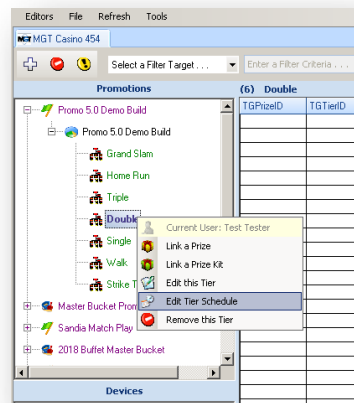 Editors File Refresh Tools
MGT MGT Casino 454
Select a Filter Target . . . Enter a Filter Criteria . . .
Promotions
(6) Double
TGPrizeID TGTierID
Promo 5.0 Demo Build
Promo 5.0 Demo Build
Grand Slam
Home Run
Triple
Double
Current User: Test Tester
Single
Link a Prize
Walk
Link a Prize Kit
Strike T
Edit this Tier
Edit Tier Schedule
Master Bucket Prom
Remove this Tier
Sandia Match Play
2018 Buffet Master Bucket
Devices